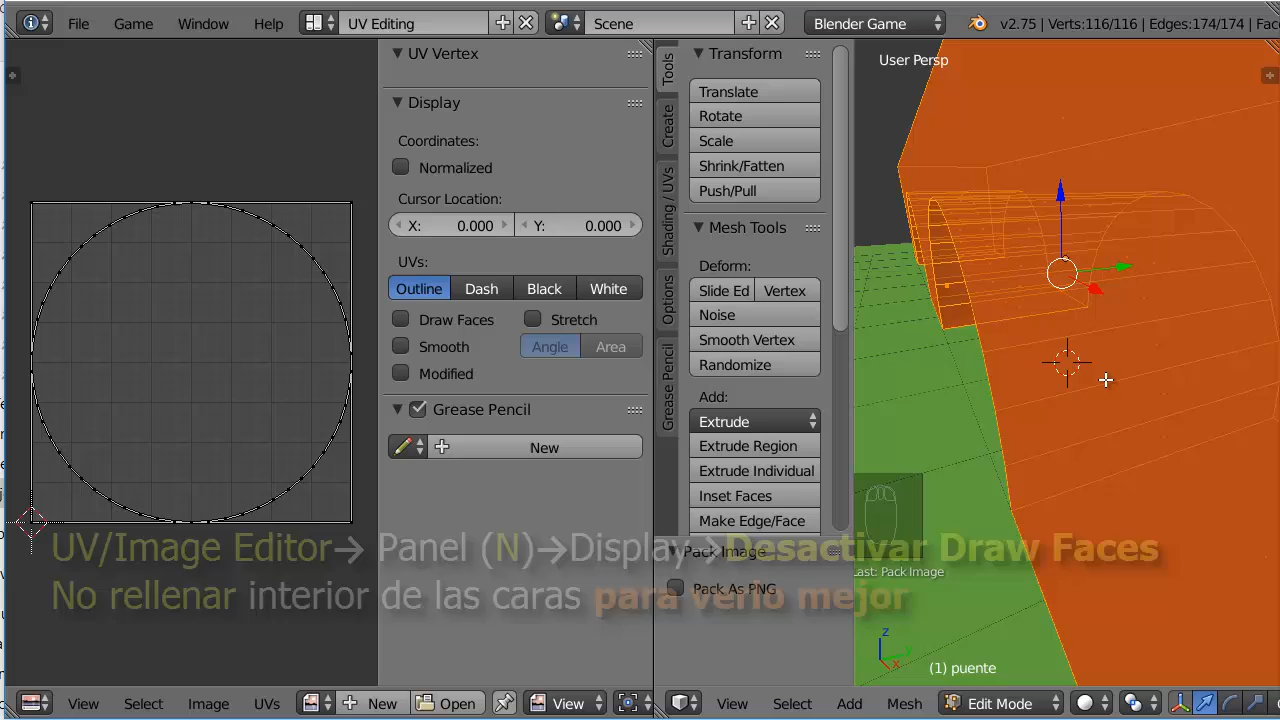 File Game Window Help UV Editing Scene Blender Game v2.75 | Verts:116/116 | Edges:174/174 | Fac
UV Vertex
Display
Coordinates:
Normalized
Cursor Location:
X: 0.000 Y: 0.000
UVs:
Outline Dash Black White
Draw Faces Stretch
Smooth Angle Area
Modified
Grease Pencil
New
Tools
Create
Shading / UVs
Options
Grease Pencil
Transform
Translate
Rotate
Scale
Shrink/Fatten
Push/Pull
Mesh Tools
Deform:
Slide Ed Vertex
Noise
Smooth Vertex
Randomize
Add:
Extrude
Extrude Region
Extrude Individual
Inset Faces
Make Edge/Face
Pack Image
Pack As PNG
User Persp
Last: Pack Image
z
y
x
(1) puente
UV/Image Editor→ Panel (N)→Display→Desactivar Draw Faces
No rellenar interior de las caras para verlo mejor
View Select Image UVs New Open View
View Select Add Mesh Edit Mode